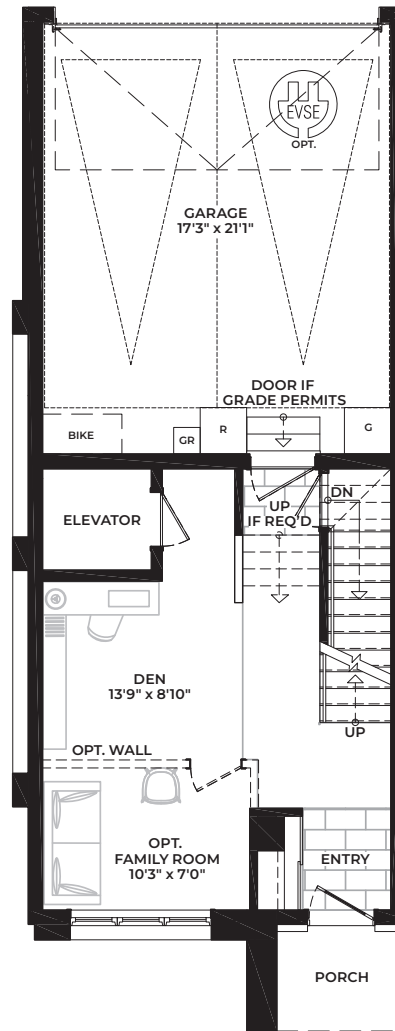 EVSE
OPT.
GARAGE
17'3" x 21'1"
DOOR IF
GRADE PERMITS
BIKE
GR
R
G
ELEVATOR
UP
IF REQ'D
DN
DEN
13'9" x 8'10"
UP
OPT. WALL
OPT.
FAMILY ROOM
10'3" x 7'0"
ENTRY
PORCH